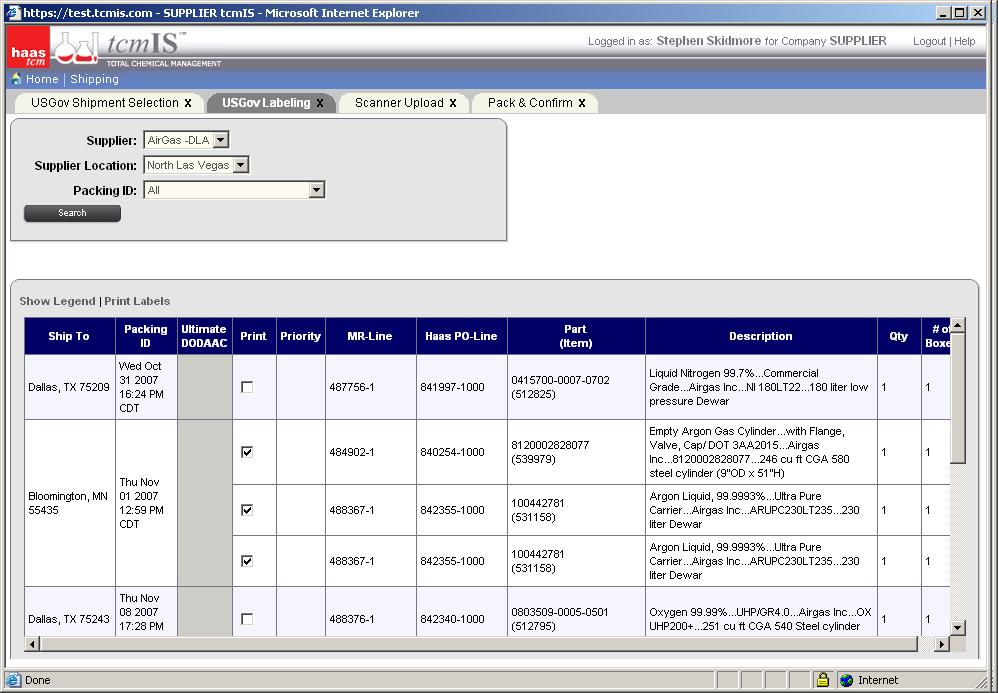 https://test.tcmis.com - SUPPLIER tcmIS - Microsoft Internet Explorer
haas
tcm
tcmIS™
TOTAL CHEMICAL MANAGEMENT
Logged in as: Stephen Skidmore for Company SUPPLIER
Logout | Help
Home | Shipping
USGov Shipment Selection x
USGov Labeling x
Scanner Upload x
Pack & Confirm x
Supplier: AirGas -DLA
Supplier Location: North Las Vegas
Packing ID: All
Search
Show Legend | Print Labels
Ship To
Packing
ID
Ultimate
DODAAC
Print
Priority
MR-Line
Haas PO-Line
Part
(Item)
Description
Qty
# of
Boxe
Dallas, TX 75209
Wed Oct
31 2007
16:24 PM
CDT
487756-1
841997-1000
0415700-0007-0702
(512825)
Liquid Nitrogen 99.7%...Commercial
Grade...Airgas Inc...NI 180LT22...180 liter low
pressure Dewar
1
1
Bloomington, MN
55435
Thu Nov
01 2007
12:59 PM
CDT
484902-1
840254-1000
8120002828077
(539979)
Empty Argon Gas Cylinder...with Flange,
Valve, Cap/ DOT 3AA2015...Airgas
Inc...8120002828077...246 cu ft CGA 580
steel cylinder (9"OD x 51"H)
1
1
488367-1
842355-1000
100442781
(531158)
Argon Liquid, 99.9993%...Ultra Pure
Carrier...Airgas Inc...ARUPC230LT235...230
liter Dewar
1
1
488367-1
842355-1000
100442781
(531158)
Argon Liquid, 99.9993%...Ultra Pure
Carrier...Airgas Inc...ARUPC230LT235...230
liter Dewar
1
1
Dallas, TX 75243
Thu Nov
08 2007
17:28 PM
488376-1
842340-1000
0803509-0005-0501
(512795)
Oxygen 99.99%...UHP/GR4.0...Airgas Inc...OX
UHP200+...251 cu ft CGA 540 Steel cylinder
1
1
Done
Internet